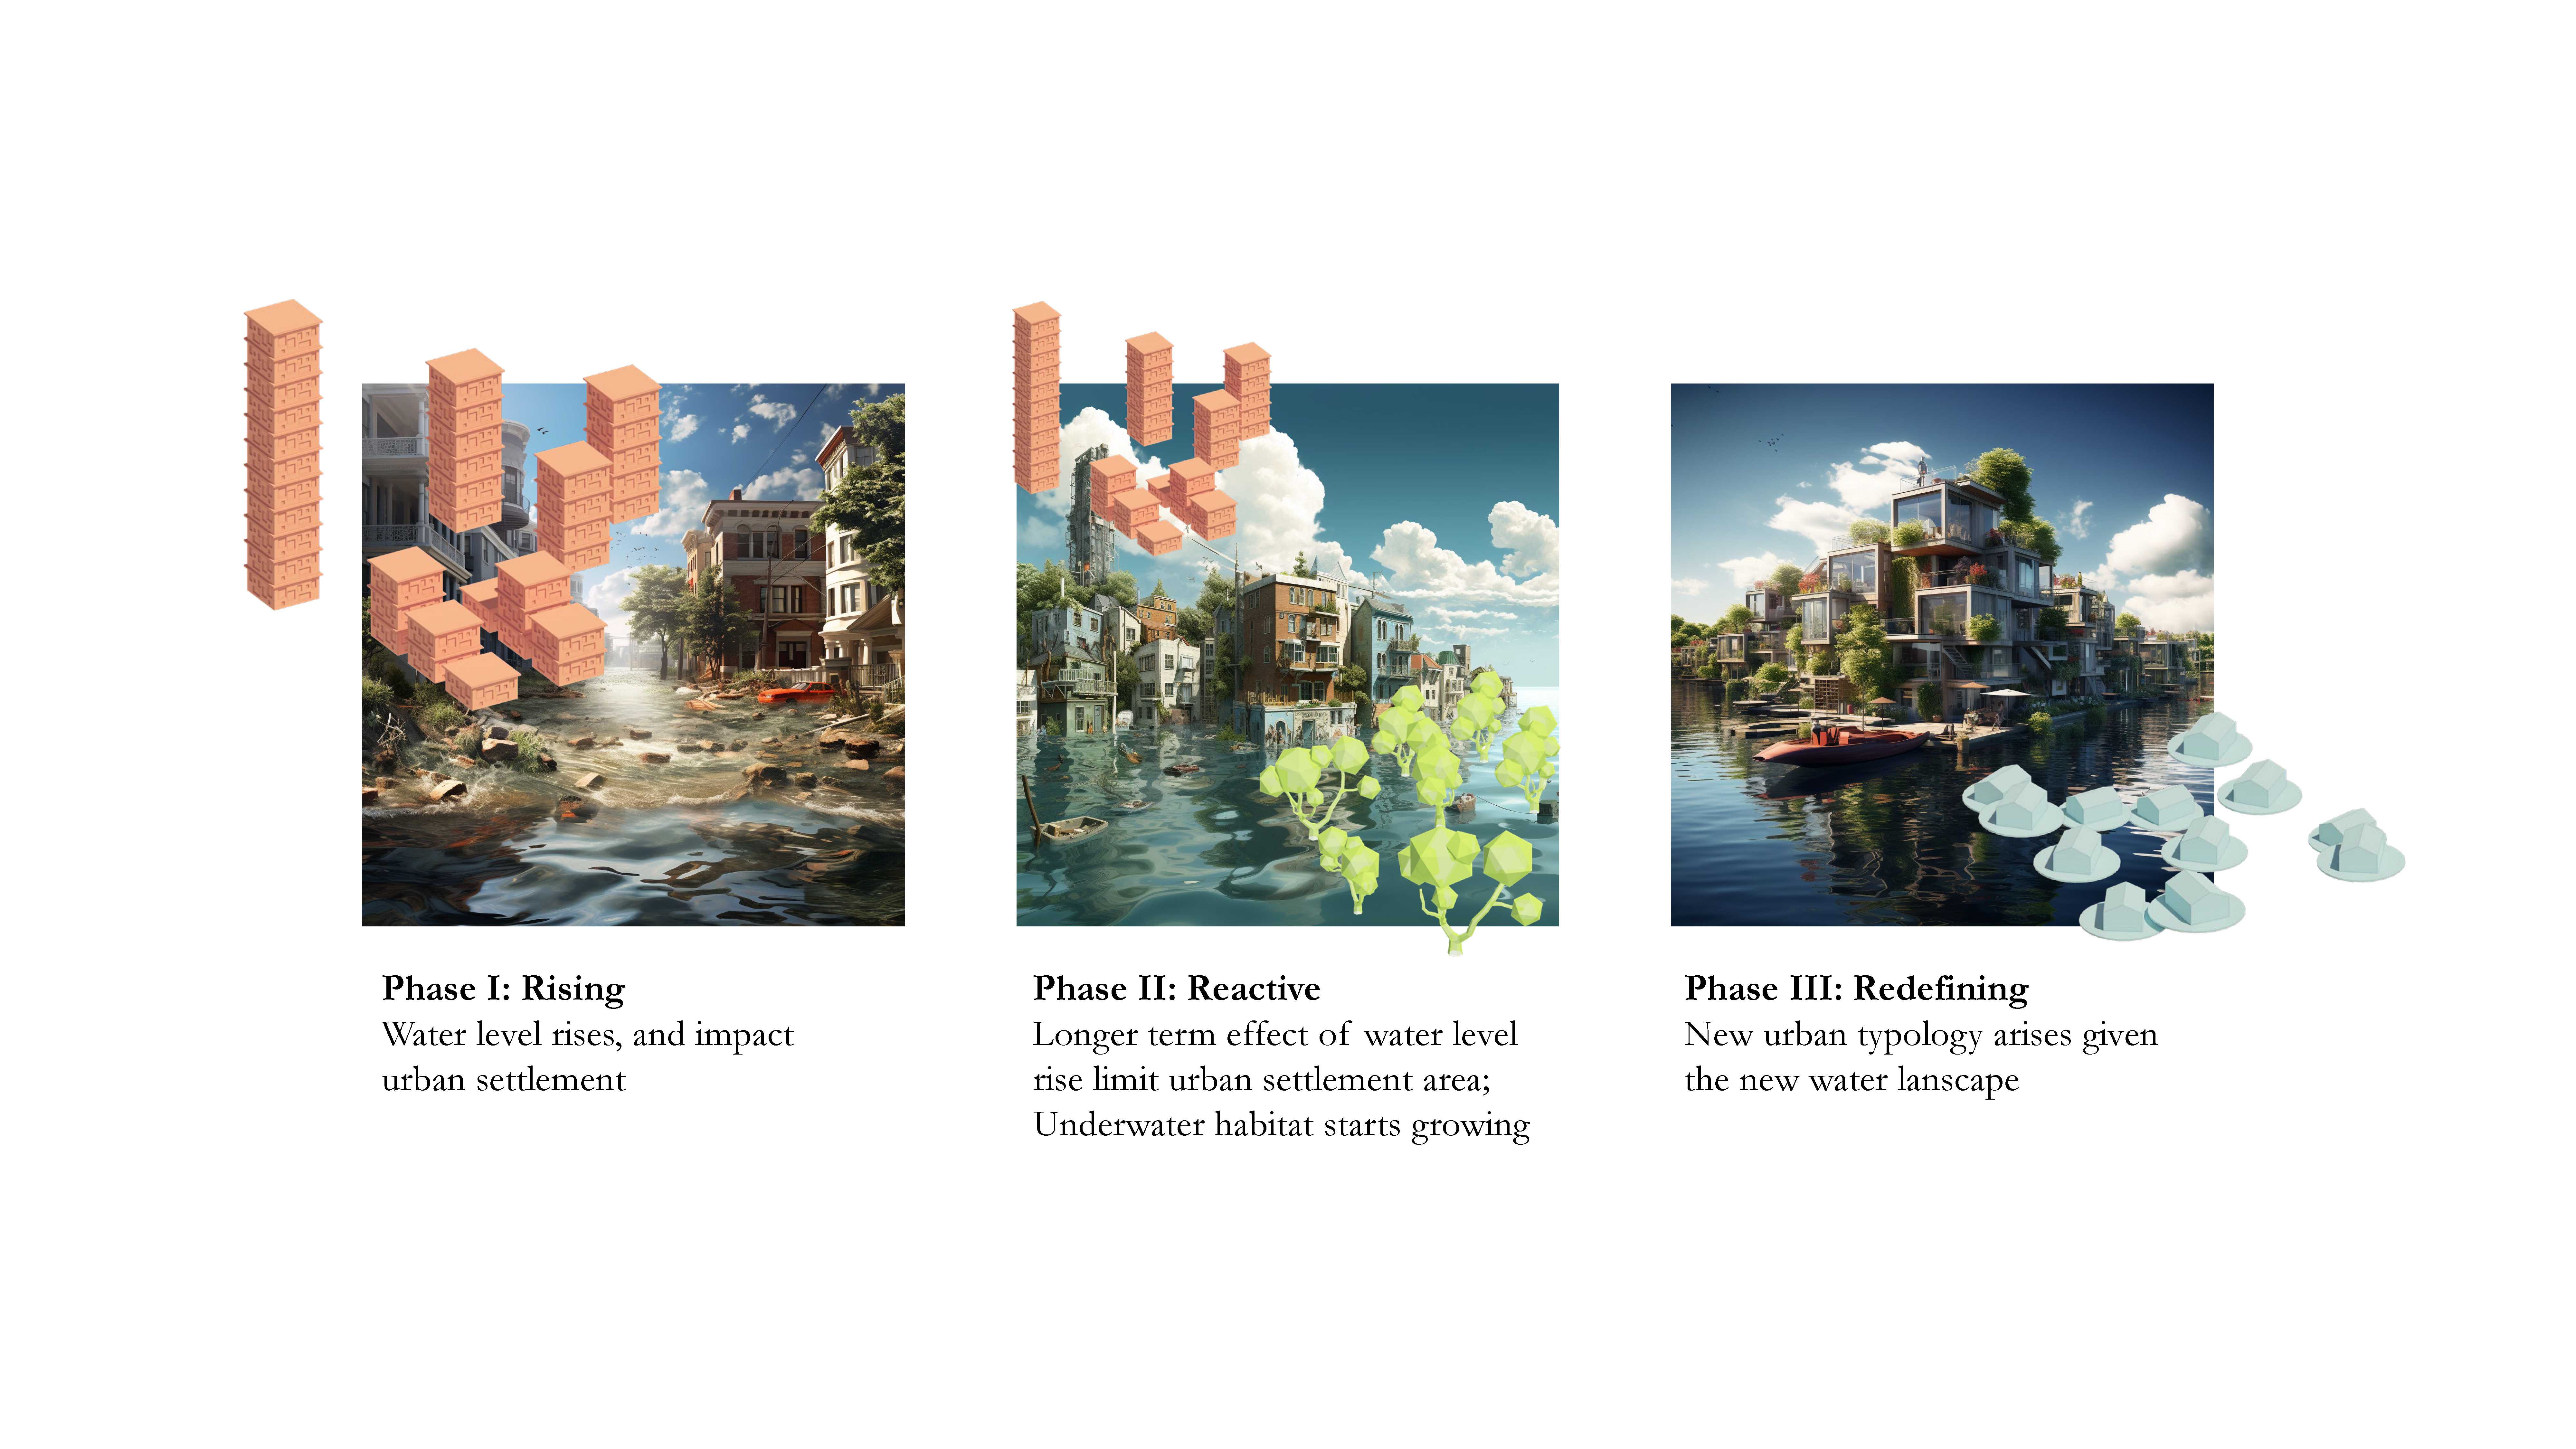 Phase I: Rising
Water level rises, and impact
urban settlement
Phase II: Reactive
Longer term effect of water level
rise limit urban settlement area;
Underwater habitat starts growing
Phase III: Redefining
New urban typology arises given
the new water lanscape